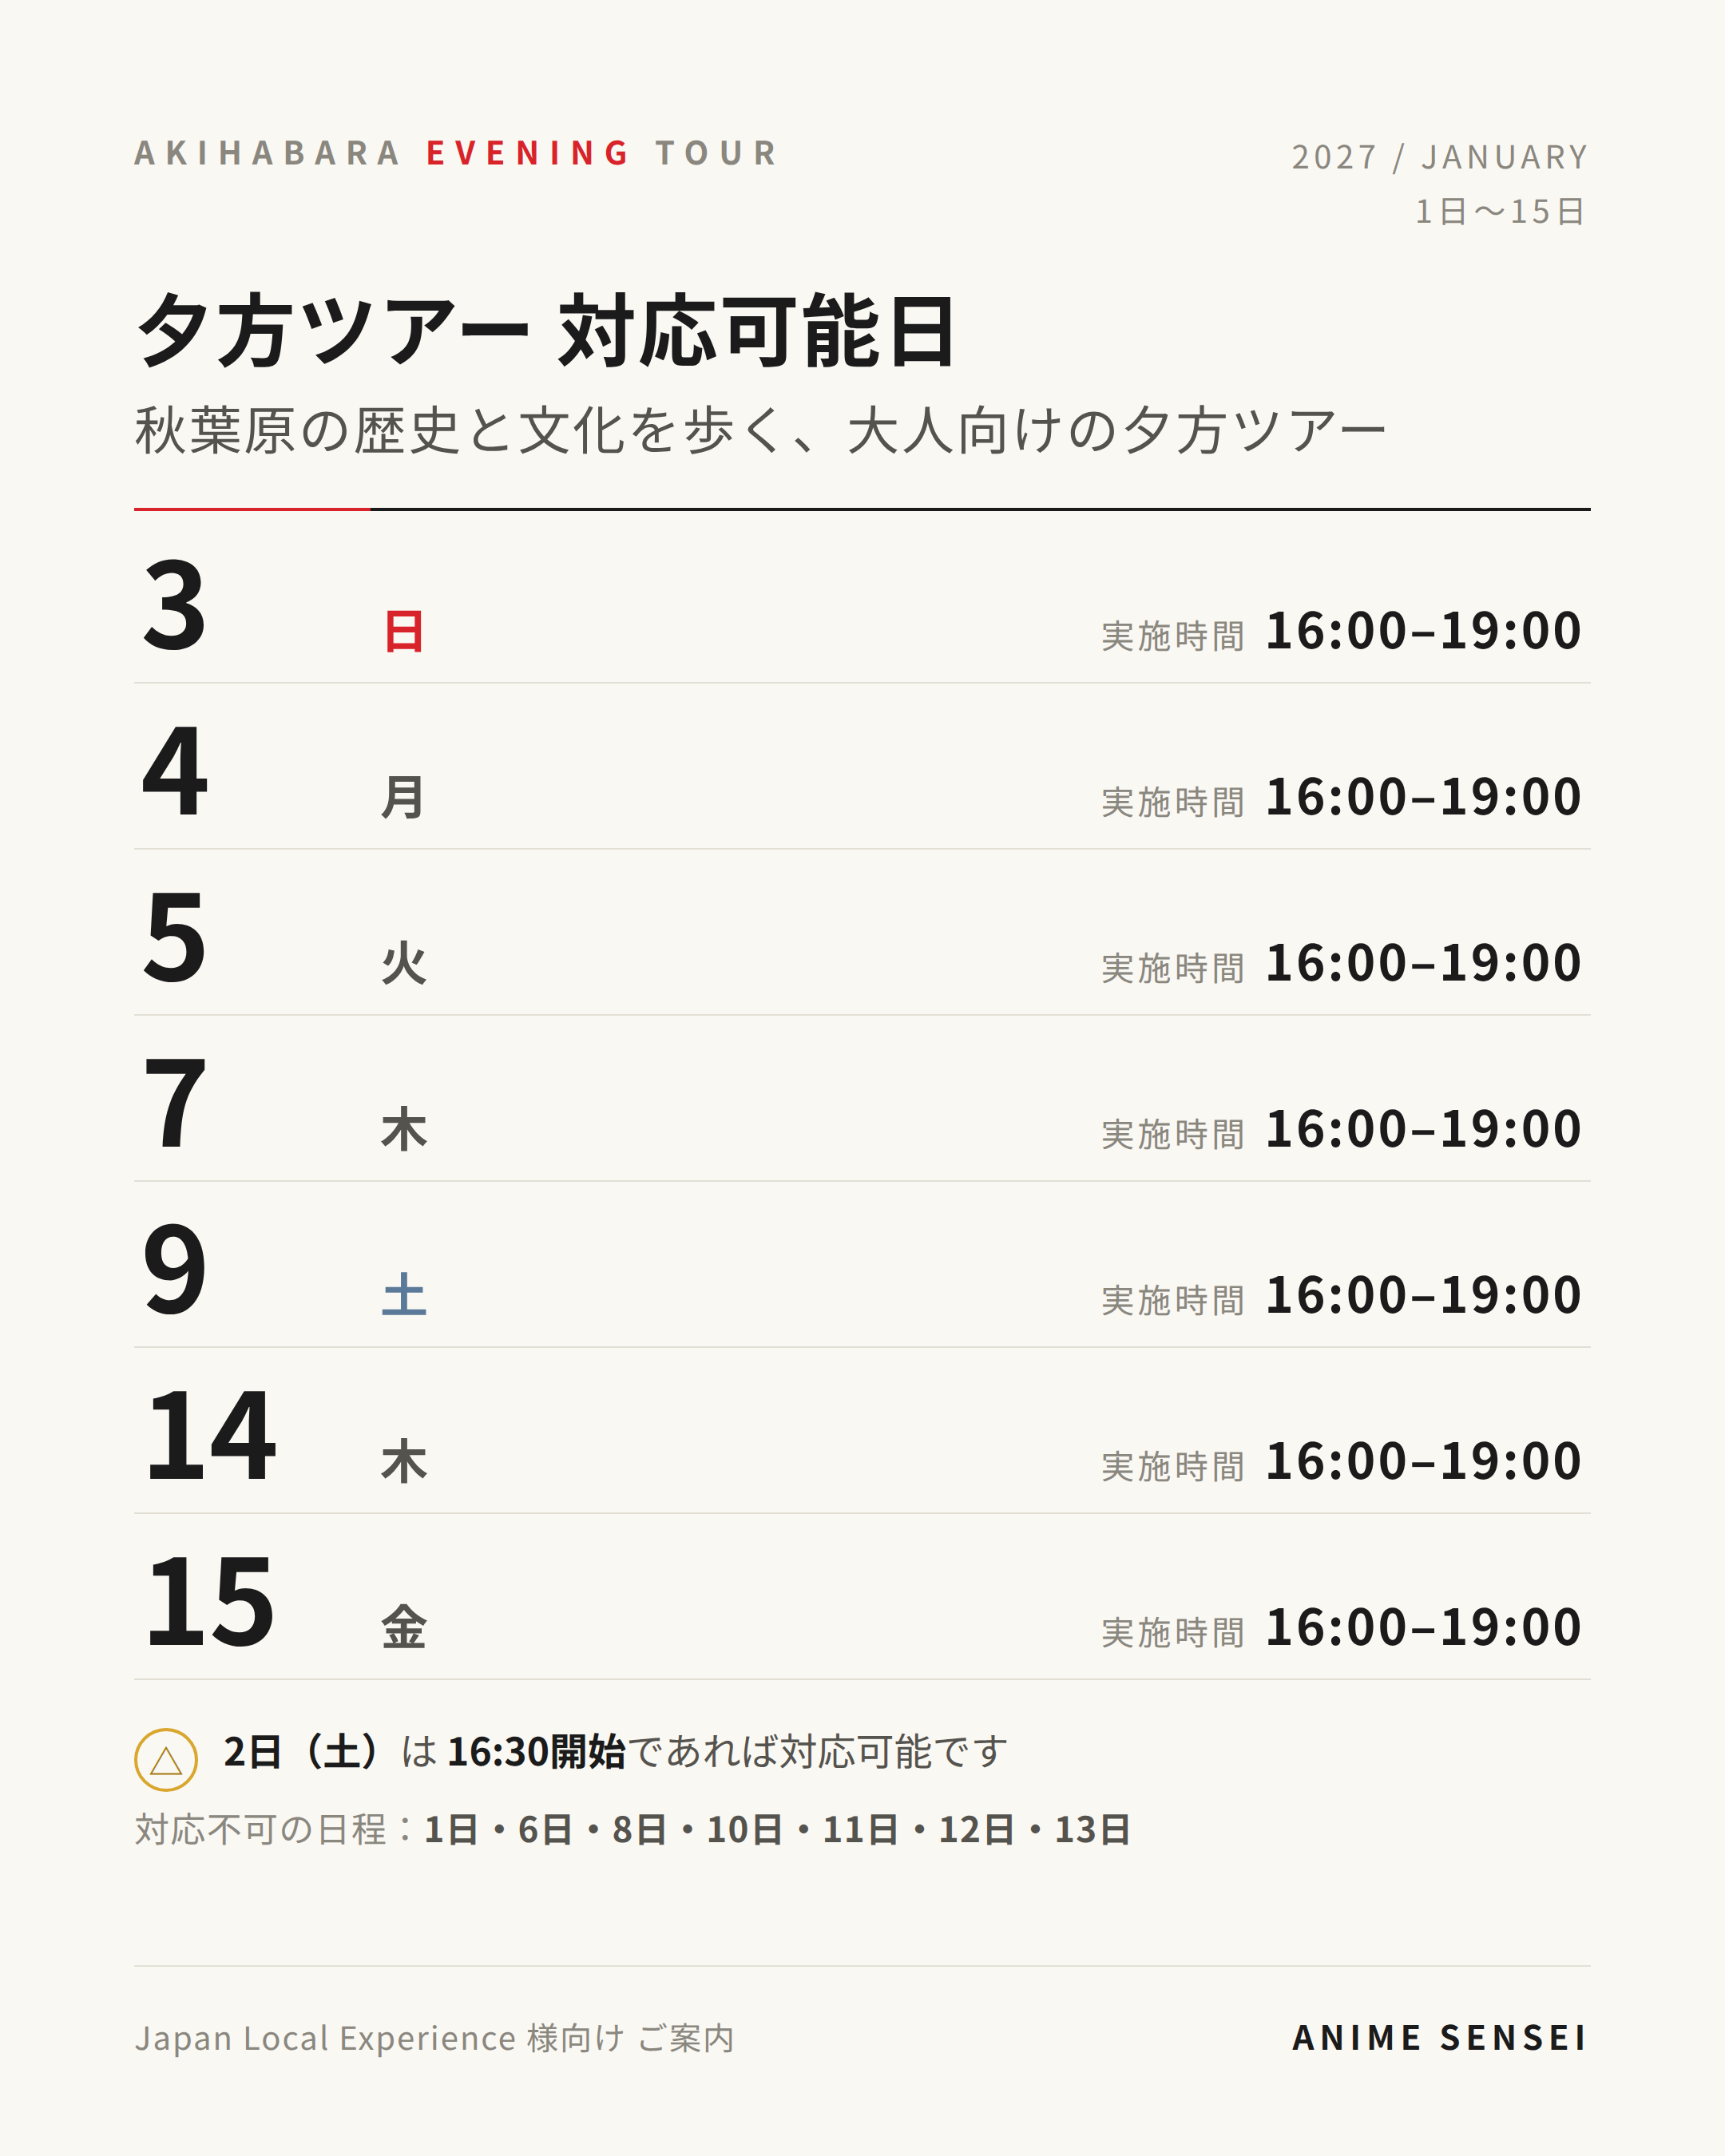 AKIHABARA EVENING TOUR
2027 / JANUARY
1日〜15日
夕方ツアー 対応可能日
秋葉原の歴史と文化を歩く、大人向けの夕方ツアー
3 日 実施時間 16:00–19:00
4 月 実施時間 16:00–19:00
5 火 実施時間 16:00–19:00
7 木 実施時間 16:00–19:00
9 土 実施時間 16:00–19:00
14 木 実施時間 16:00–19:00
15 金 実施時間 16:00–19:00
△ 2日（土）は 16:30開始であれば対応可能です
対応不可の日程：1日・6日・8日・10日・11日・12日・13日
Japan Local Experience 様向け ご案内
ANIME SENSEI